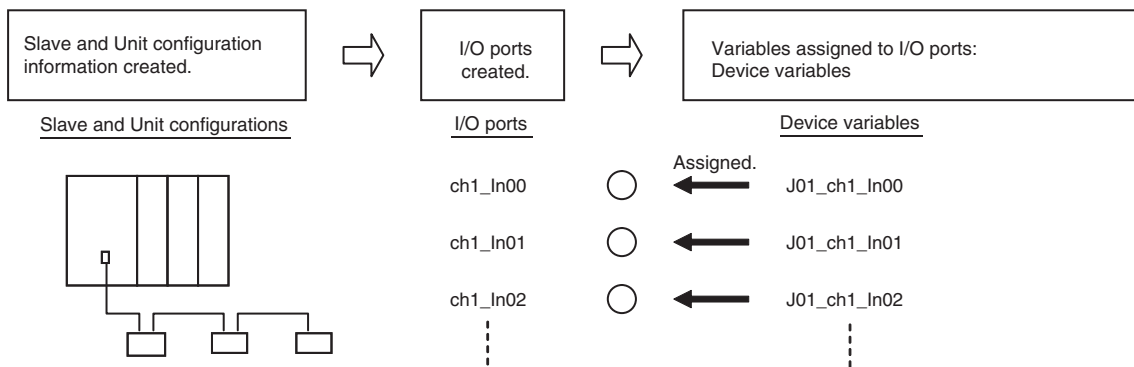 Slave and Unit configuration
information created.
I/O ports
created.
Variables assigned to I/O ports:
Device variables
Slave and Unit configurations
I/O ports
Device variables
Assigned.
ch1_In00
J01_ch1_In00
ch1_In01
J01_ch1_In01
ch1_In02
J01_ch1_In02